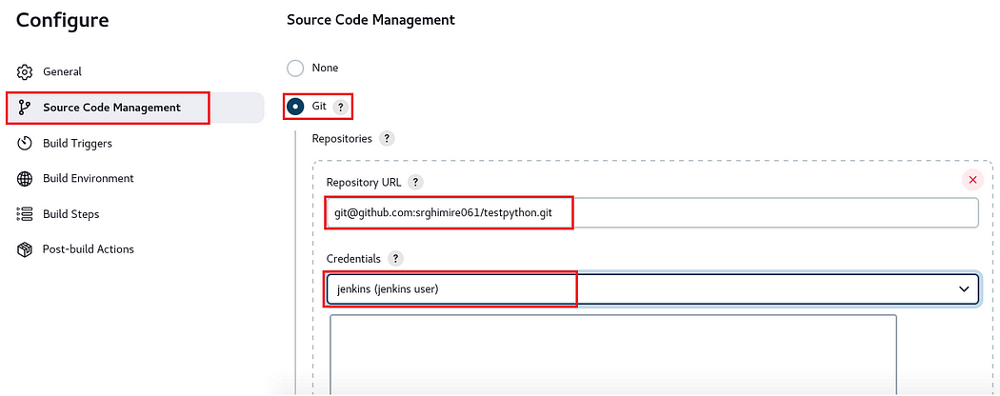 Configure
General
Source Code Management
Build Triggers
Build Environment
Build Steps
Post-build Actions
Source Code Management
None
Git ?
Repositories ?
Repository URL ?
git@github.com:srghimire061/testpython.git
Credentials ?
jenkins (jenkins user)